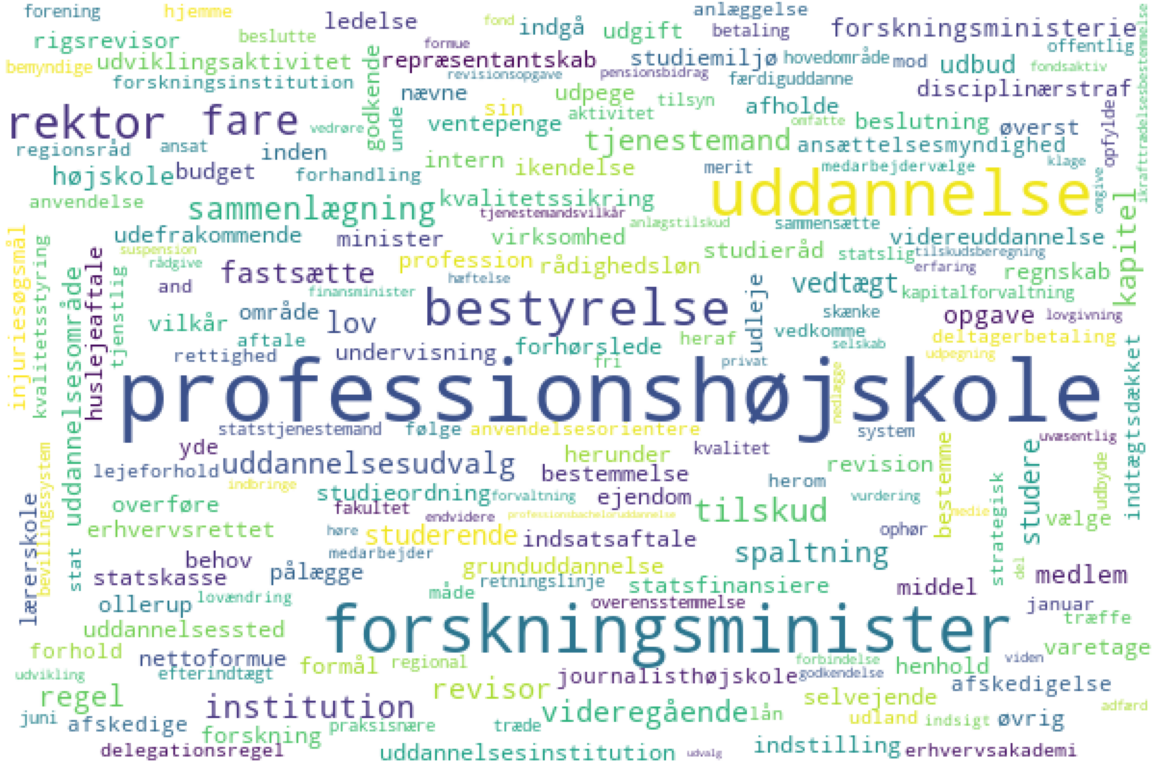 forening hjemme ledelse fond indgå udgift anlæggelse betaling forskningsministerie
rigsrevisor beslutte godkendende formue repræsentantskab studiemiljø hovedområde mod udbud offentlig
bemyndige udviklingsaktivitet revisionsopgave pensionsbidrag færdiguddanne fondsaktiv
forskningsinstitution nævne udpege tilsyn afholde disciplinærstraf
rektor fare vedrøre unde ventepenge sin aktivitet omfatte beslutning øverst opfylde ikrafttrædelsesbestemmelse
regionsråd ansat inden intern ikendelse tjenestemand ansættelsesmyndighed
højskole budget forhandling merit medarbejdervælge klage
anvendelse sammenlægning kvalitetssikring uddannelse omgive
tjenestemandsvilkår anlægstilskud sammensætte
udefrakommende minister virksomhed studieråd statslig videreuddannelse kapitel
injuriesøgsmål kvalitetsstyring suspension rådgive profession rådighedsløn tilskudsberegning erfaring regnskab
uddannelsesområde huslejeaftale tjenstlig and fastsætte hæftelse finansminister udleje vedtægt kapitalforvaltning
vilkår område lov bestyrelse skænke opgave lovgivning
aftale rettighed undervisning forhørslede heraf fri privat vedkomme selskab deltagerbetaling udpegning
professionshøjskole nedlægge indtægtsdækket
statstjenestemand følge anvendelsesorientere system uvæsentlig
yde lejeforhold uddannelsesudvalg herunder kvalitet revision bestemme studere udbyde
bevillingssystem indbringe bestemmelse herom
lærerskole stat overføre studieordning forvaltning ejendom tilskud vurdering strategisk
erhvervsrettet fakultet endvidere professionsbacheloruddannelse medie vælge
høre studerende indsatsaftale ophør
behov medarbejder spaltning del
statskasse pålægge grunduddannelse retningslinje statsfinansiere middel medlem
ollerup lovændring måde overensstemmelse januar
uddannelsessted forskningsminister træffe
forhold nettoformue formål regional forbindelse henhold viden varetage
udvikling efterindtægt journalisthøjskole godkendelse afskedigelse
regel institution revisor selvejende adfærd
juni afskedige forskning praksisnære træde videregående lån udland indsigt øvrig
delegationsregel uddannelsesinstitution udvalg indstilling erhvervsakademi